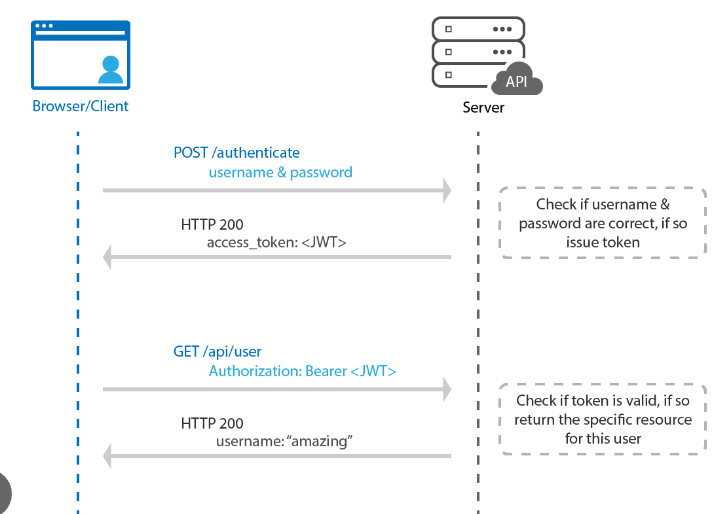 API
Browser/Client
Server
POST /authenticate
username & password
Check if username &
password are correct, if so
issue token
HTTP 200
access_token: <JWT>
GET /api/user
Authorization: Bearer <JWT>
Check if token is valid, if so
return the specific resource
for this user
HTTP 200
username: “amazing”